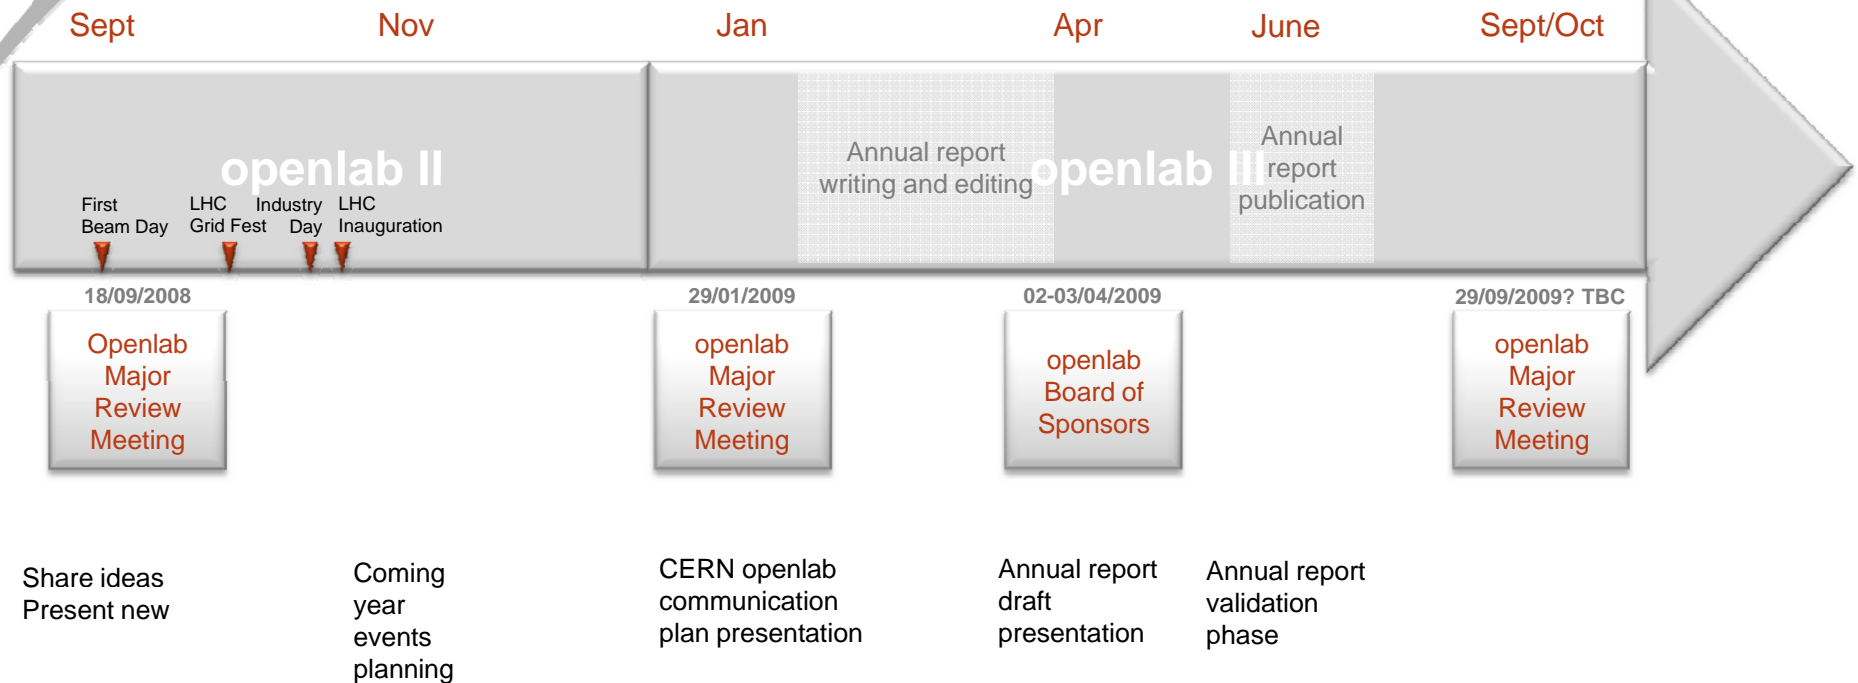 Sept
Nov
Jan
Apr
June
Sept/Oct
openlab II
First
Beam Day
LHC
Grid Fest
Industry
Day
LHC
Inauguration
Annual report
writing and editing
openlab III
Annual
report
publication
18/09/2008
Openlab
Major
Review
Meeting
29/01/2009
openlab
Major
Review
Meeting
02-03/04/2009
openlab
Board of
Sponsors
29/09/2009? TBC
openlab
Major
Review
Meeting
Share ideas
Present new
Coming
year
events
planning
CERN openlab
communication
plan presentation
Annual report
draft
presentation
Annual report
validation
phase